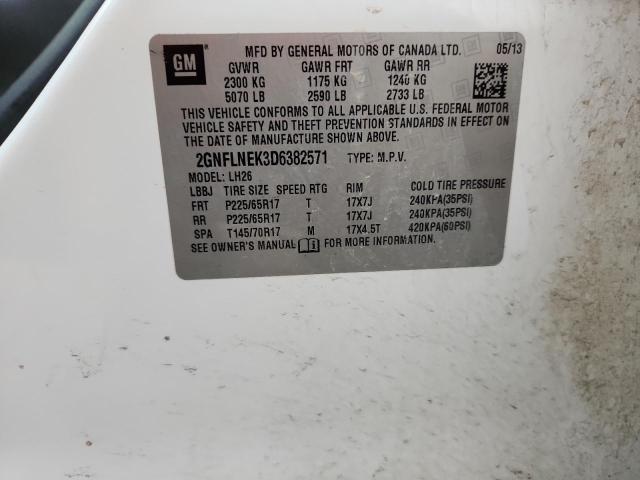 GM
MFD BY GENERAL MOTORS OF CANADA LTD. 05/13
GVWR GAWR FRT GAWR RR
2300 KG 1175 KG 1240 KG
5070 LB 2590 LB 2733 LB
THIS VEHICLE CONFORMS TO ALL APPLICABLE U.S. FEDERAL MOTOR
VEHICLE SAFETY AND THEFT PREVENTION STANDARDS IN EFFECT ON
THE DATE OF MANUFACTURE SHOWN ABOVE.
2GNFLNEK3D6382571 TYPE: M.P.V.
MODEL: LH26
LBBJ TIRE SIZE SPEED RTG RIM COLD TIRE PRESSURE
FRT P225/65R17 T 17X7J 240KPA(35PSI)
RR P225/65R17 T 17X7J 240KPA(35PSI)
SPA T145/70R17 M 17X4.5T 420KPA(60PSI)
SEE OWNER'S MANUAL FOR MORE INFORMATION.